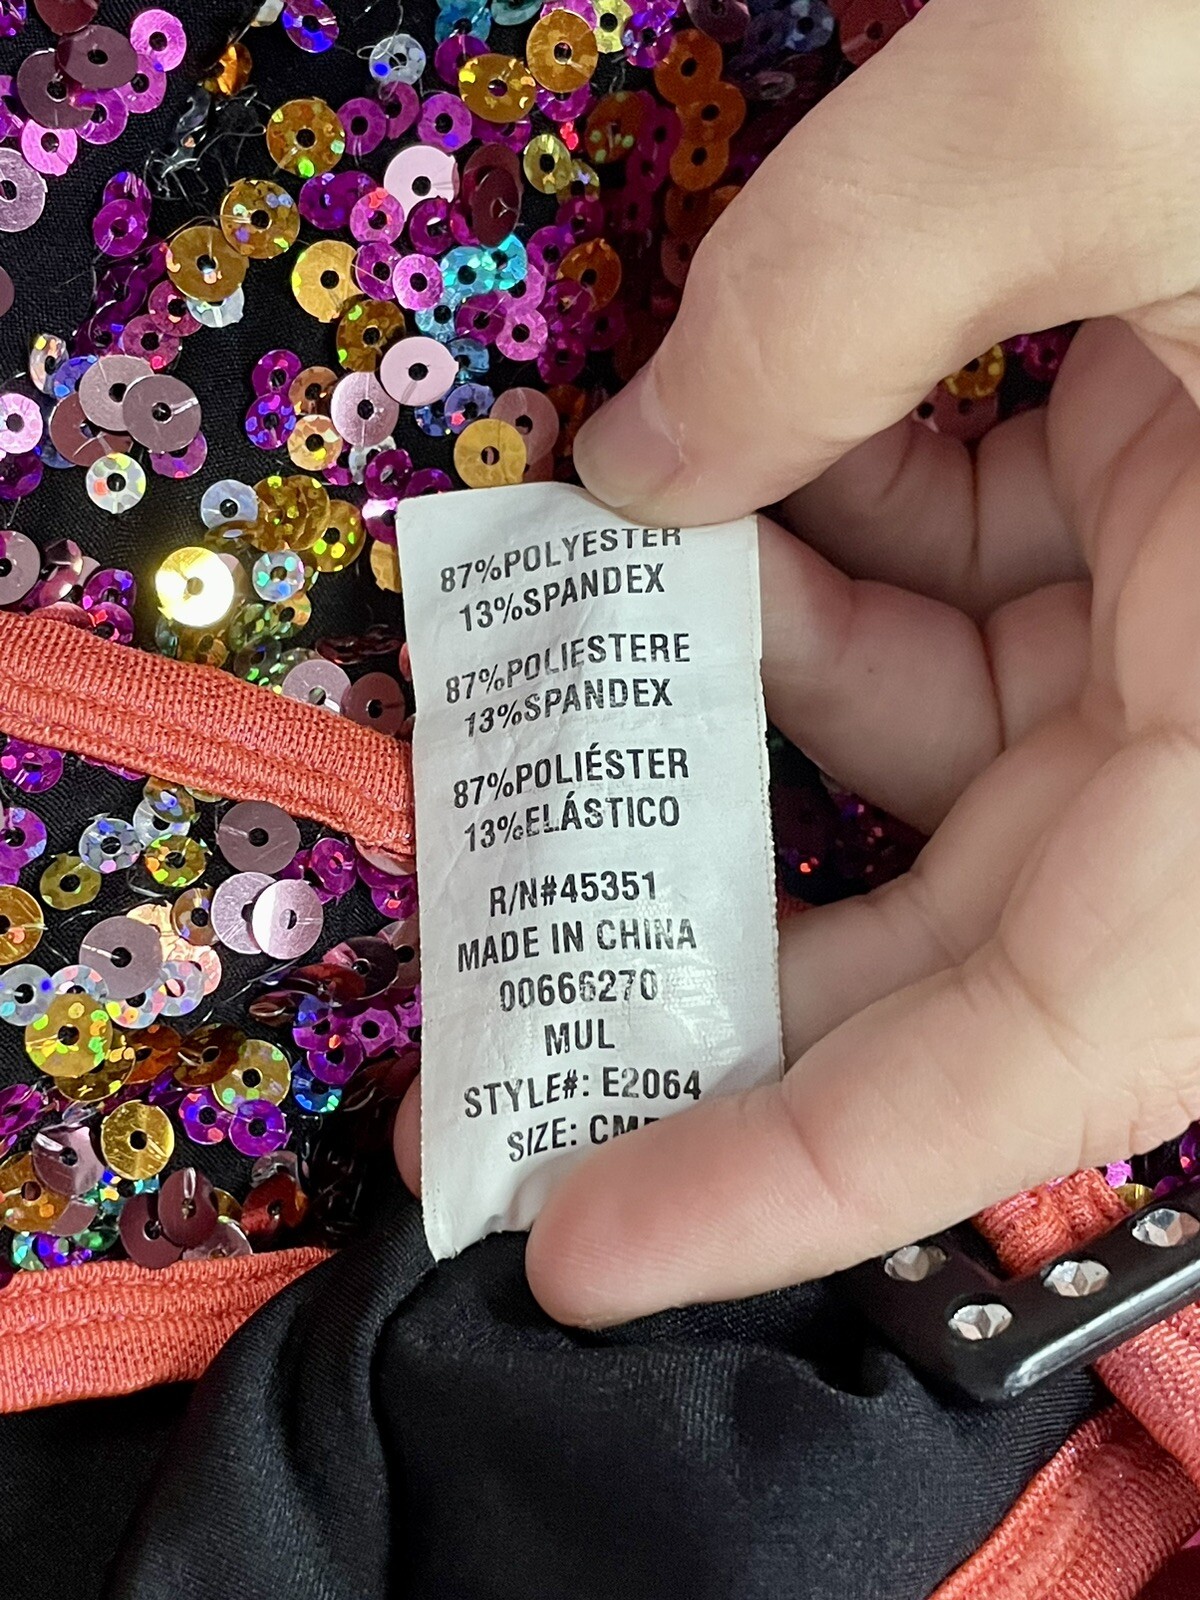 87%POLYESTER
13%SPANDEX
87%POLIESTERE
13%SPANDEX
87%POLIÉSTER
13%ELÁSTICO
R/N#45351
MADE IN CHINA
00666270
MUL
STYLE#: E2064
SIZE: